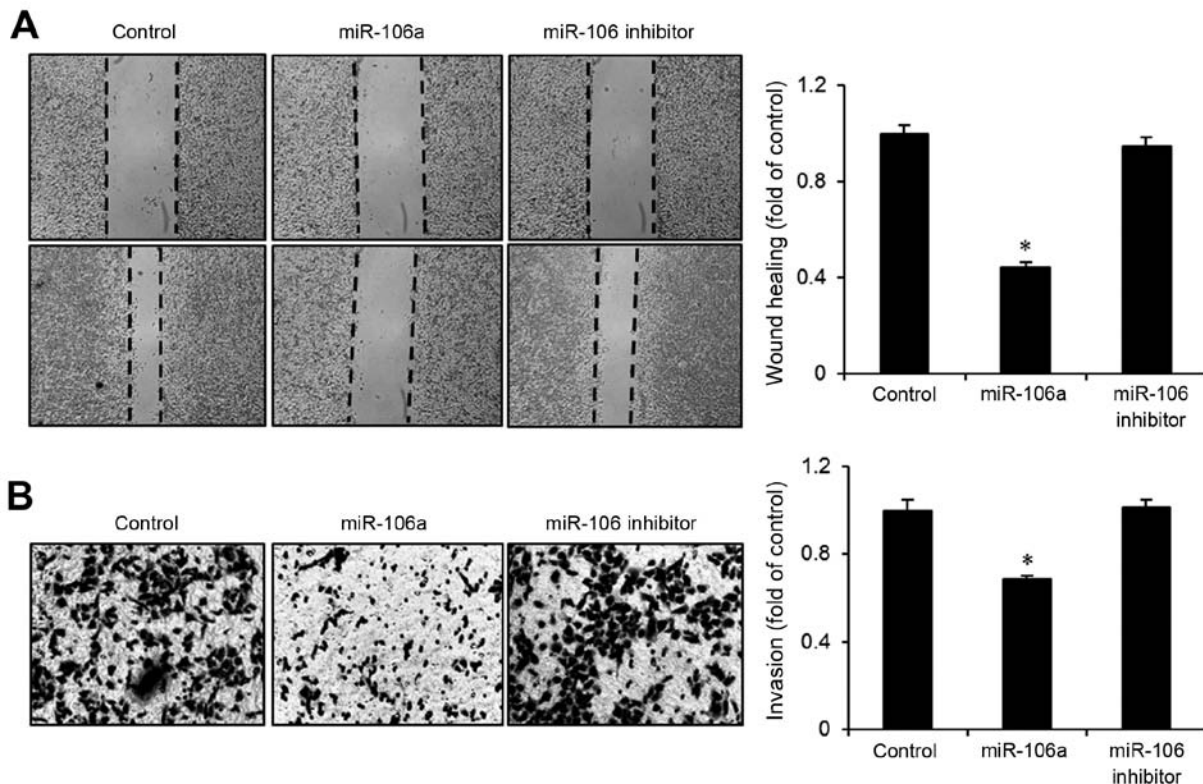 A
Control
miR-106a
miR-106 inhibitor
Wound healing (fold of control)
1.2
0.8
0.4
0
*
Control
miR-106a
miR-106
inhibitor
B
Control
miR-106a
miR-106 inhibitor
Invasion (fold of control)
1.2
0.8
0.4
0
*
Control
miR-106a
miR-106
inhibitor